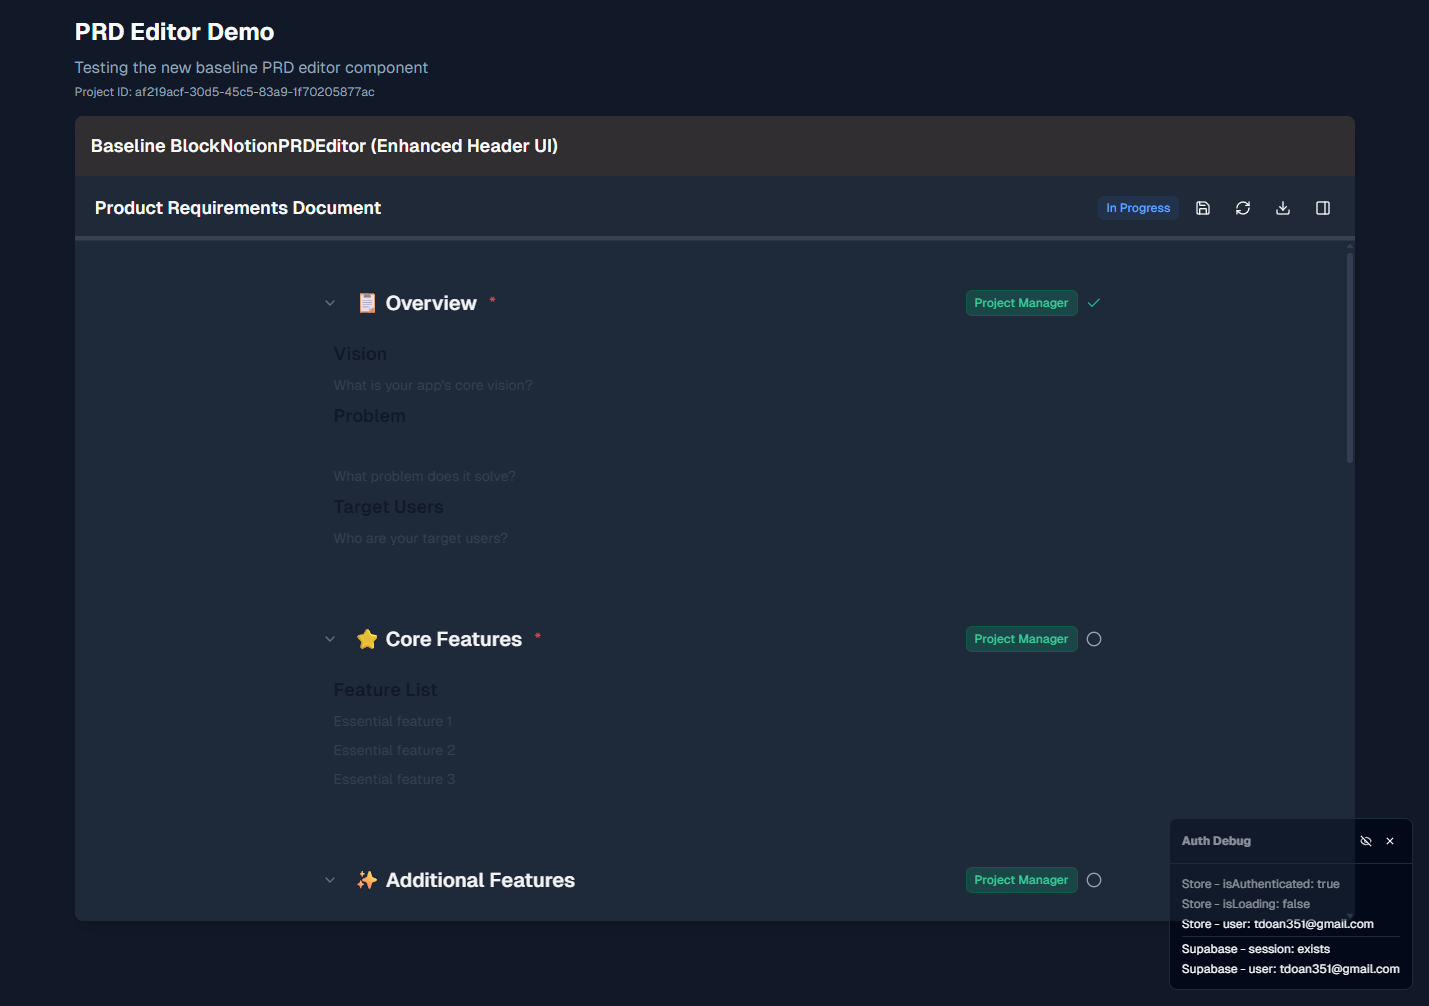 PRD Editor Demo
Testing the new baseline PRD editor component
Project ID: af219acf-30d5-45c5-83a9-1f70205877ac
Baseline BlockNotionPRDEditor (Enhanced Header UI)
Product Requirements Document
In Progress
Overview *
Project Manager
Vision
What is your app's core vision?
Problem
What problem does it solve?
Target Users
Who are your target users?
Core Features *
Project Manager
Feature List
Essential feature 1
Essential feature 2
Essential feature 3
Additional Features
Project Manager
Auth Debug
Store - isAuthenticated: true
Store - isLoading: false
Store - user: tdoan351@gmail.com
Supabase - session: exists
Supabase - user: tdoan351@gmail.com